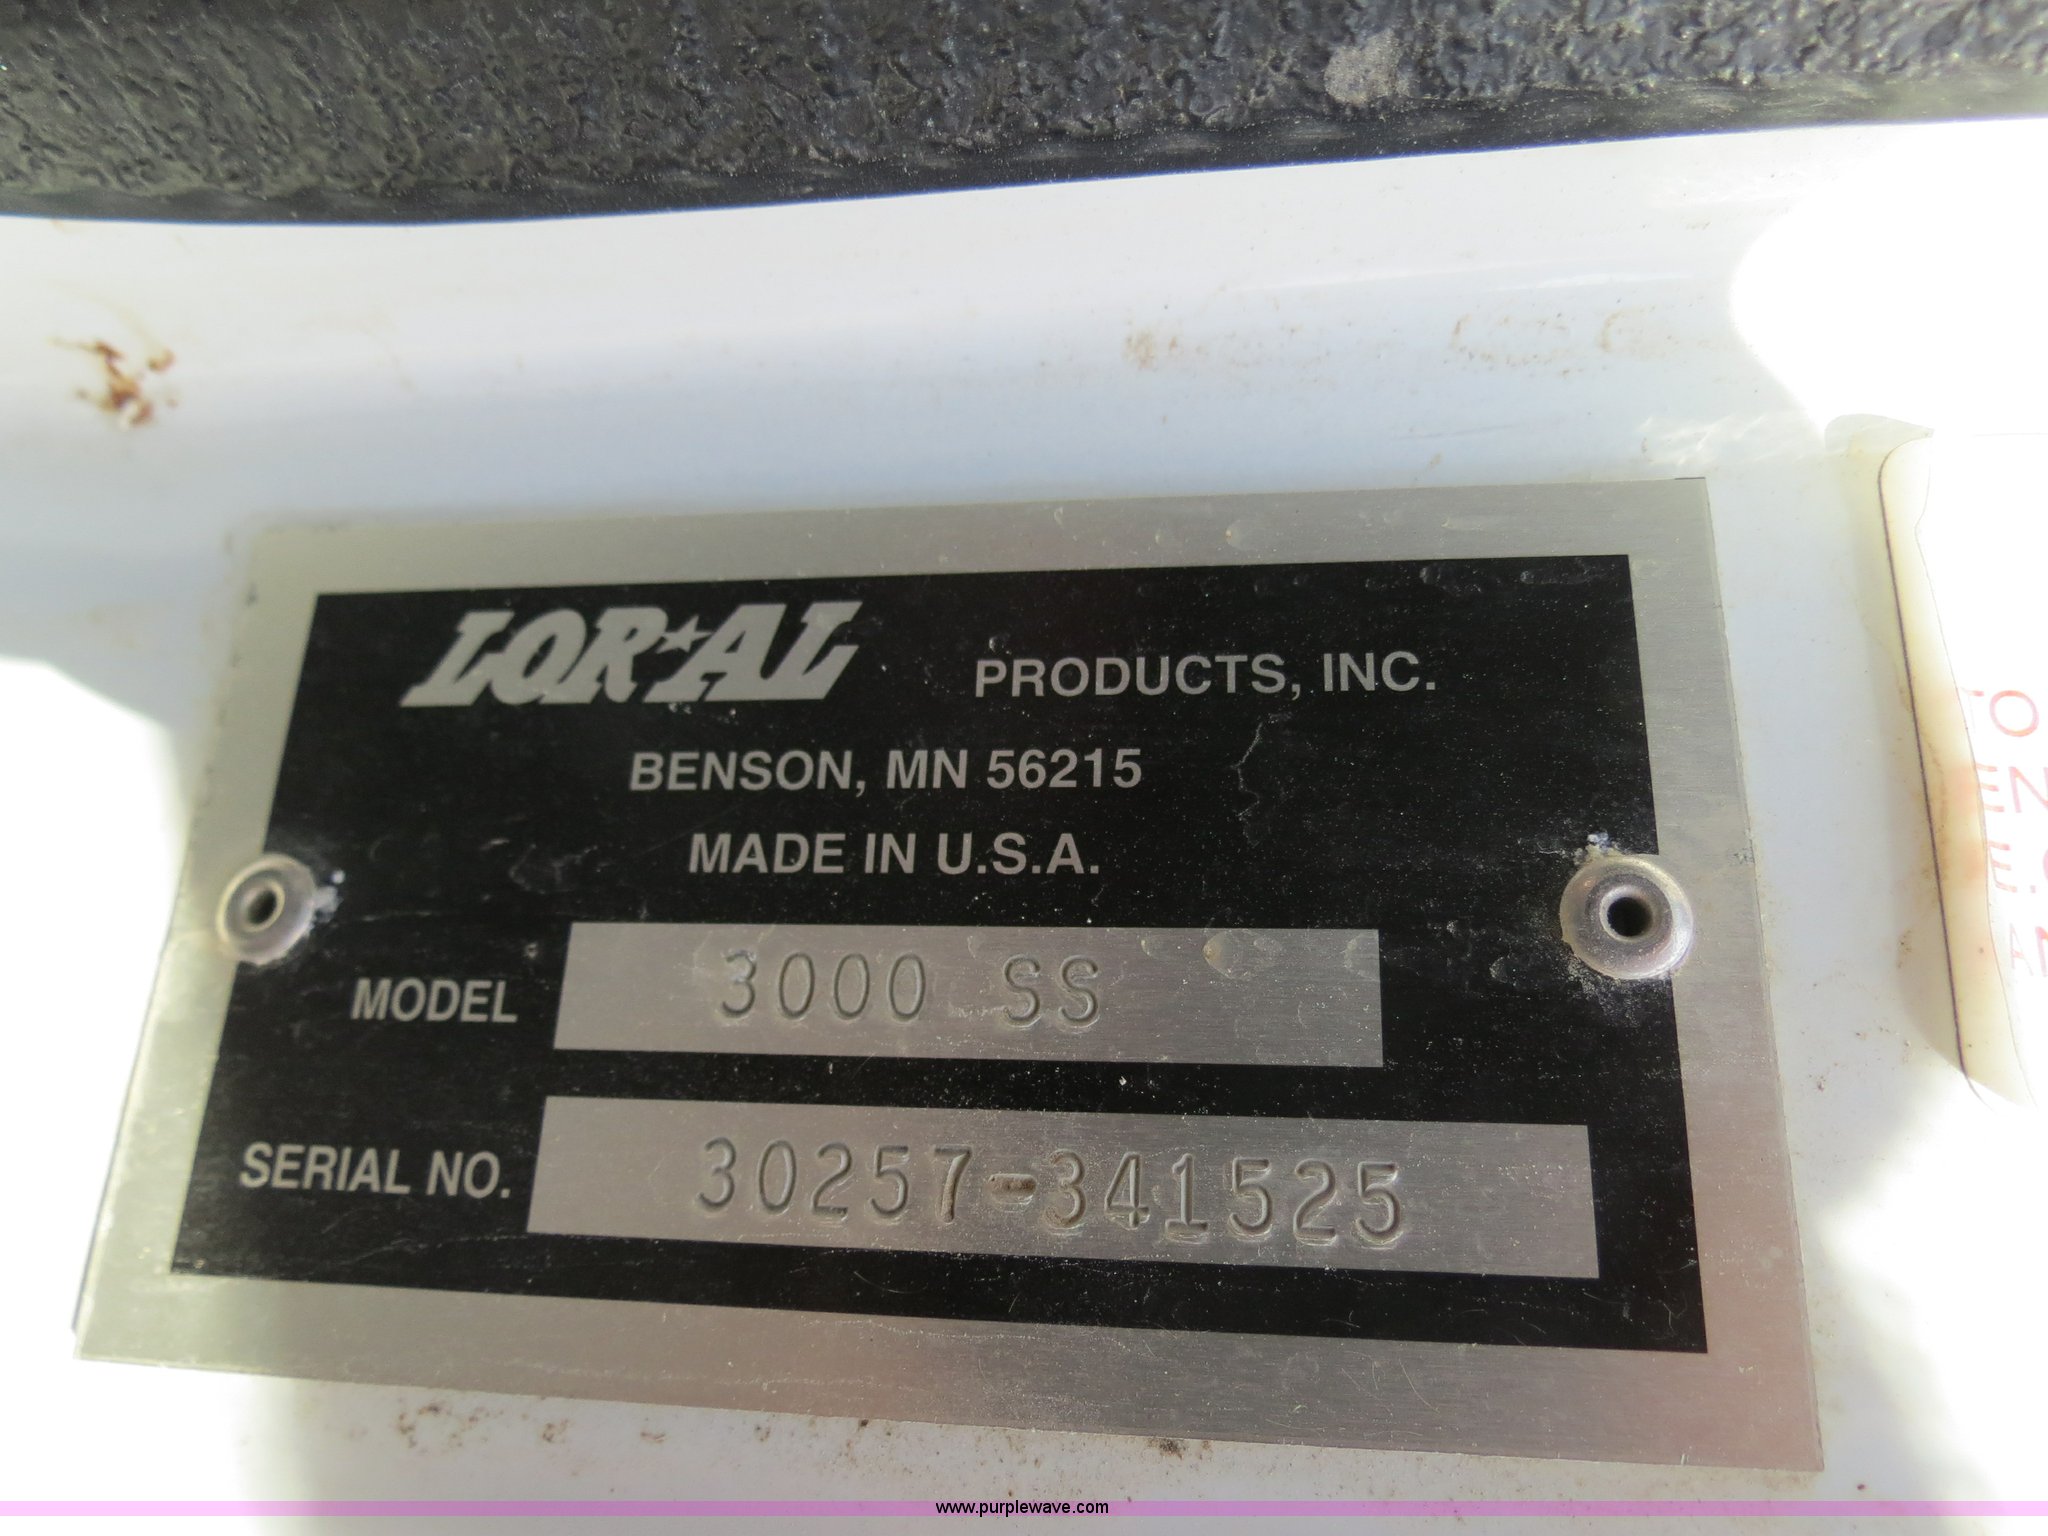 LOR★AL PRODUCTS, INC.
BENSON, MN 56215
MADE IN U.S.A.
MODEL 3000 SS
SERIAL NO. 30257-341525
TO
www.purplewave.com